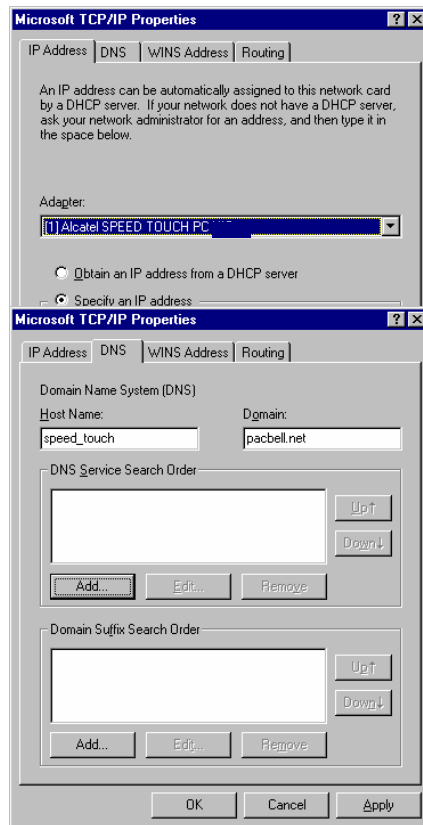 Microsoft TCP/IP Properties
IP Address DNS WINS Address Routing
An IP address can be automatically assigned to this network card
by a DHCP server. If your network does not have a DHCP server,
ask your network administrator for an address, and then type it in
the space below.
Adapter:
[1] Alcatel SPEED TOUCH PC
Obtain an IP address from a DHCP server
Specify an IP address
Microsoft TCP/IP Properties
IP Address DNS WINS Address Routing
Domain Name System (DNS)
Host Name: Domain:
speed_touch pacbell.net
DNS Service Search Order
Up↑
Down↓
Add... Edit... Remove
Domain Suffix Search Order
Up↑
Down↓
Add... Edit... Remove
OK Cancel Apply